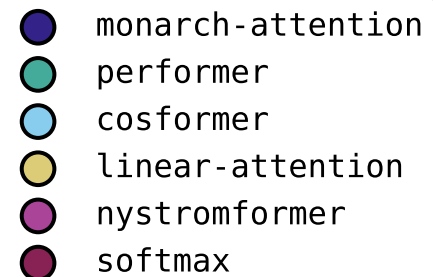 monarch-attention
performer
cosformer
linear-attention
nystromformer
softmax